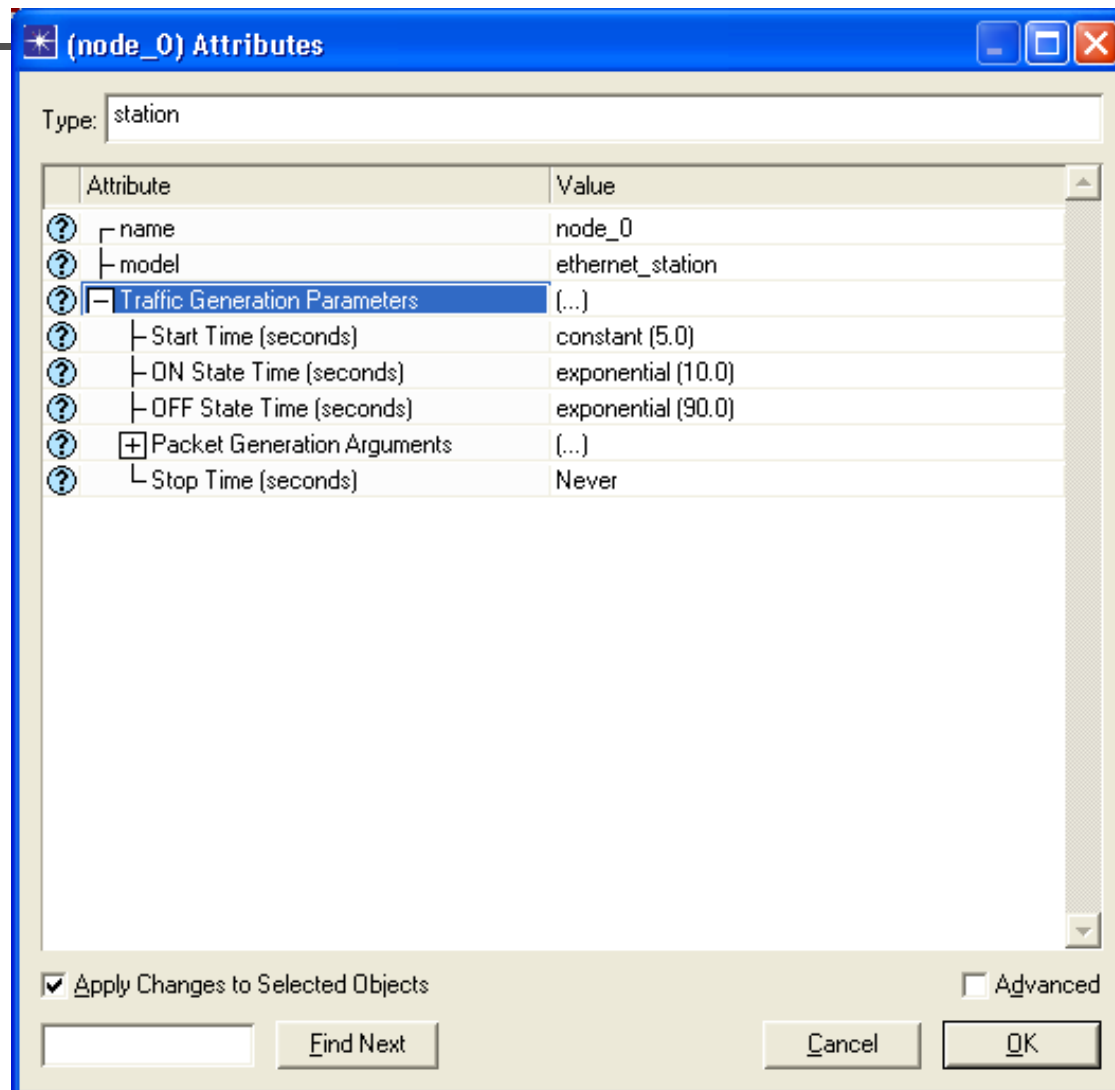 (node_0) Attributes
Type: station
Attribute Value
name node_0
model ethernet_station
Traffic Generation Parameters (...)
Start Time (seconds) constant (5.0)
ON State Time (seconds) exponential (10.0)
OFF State Time (seconds) exponential (90.0)
Packet Generation Arguments (...)
Stop Time (seconds) Never
Apply Changes to Selected Objects Advanced
Find Next Cancel OK